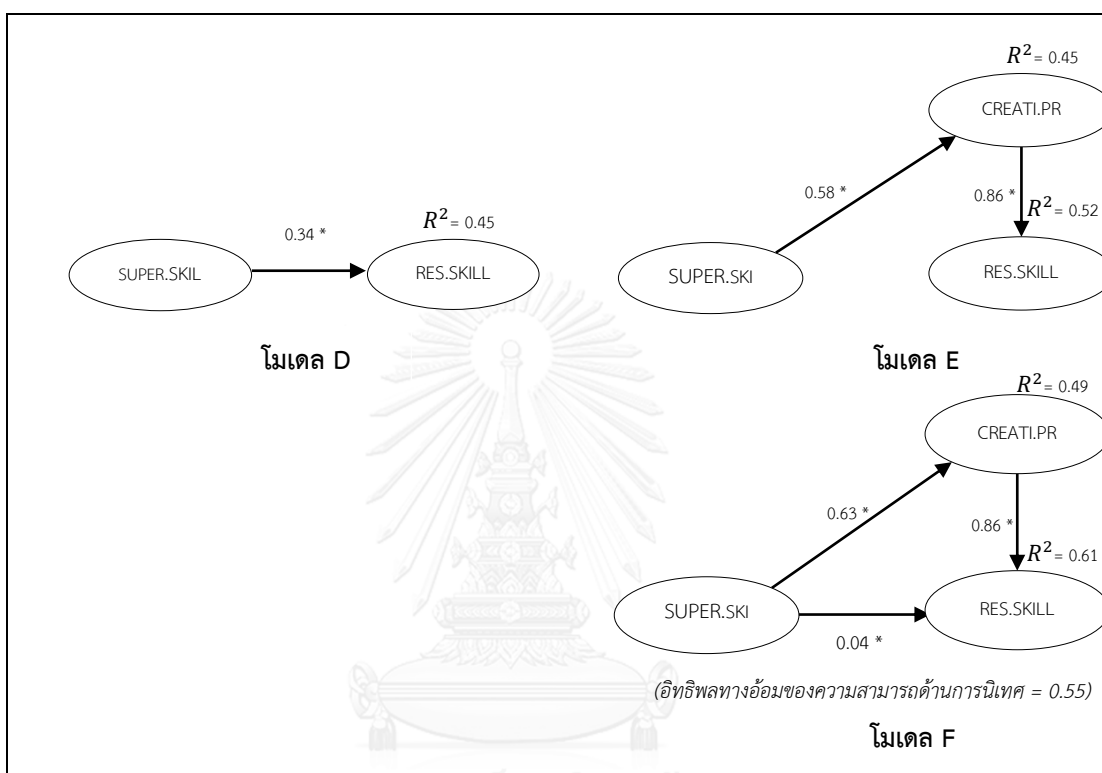 R² = 0.45
CREATI.PR
0.58 *
0.86 *
R² = 0.52
SUPER.SKI
RES.SKILL
โมเดล E
R² = 0.45
0.34 *
SUPER.SKIL
RES.SKILL
โมเดล D
R² = 0.49
CREATI.PR
0.63 *
0.86 *
R² = 0.61
SUPER.SKI
RES.SKILL
0.04 *
(อิทธิพลทางอ้อมของความสามารถด้านการนิเทศ = 0.55)
โมเดล F